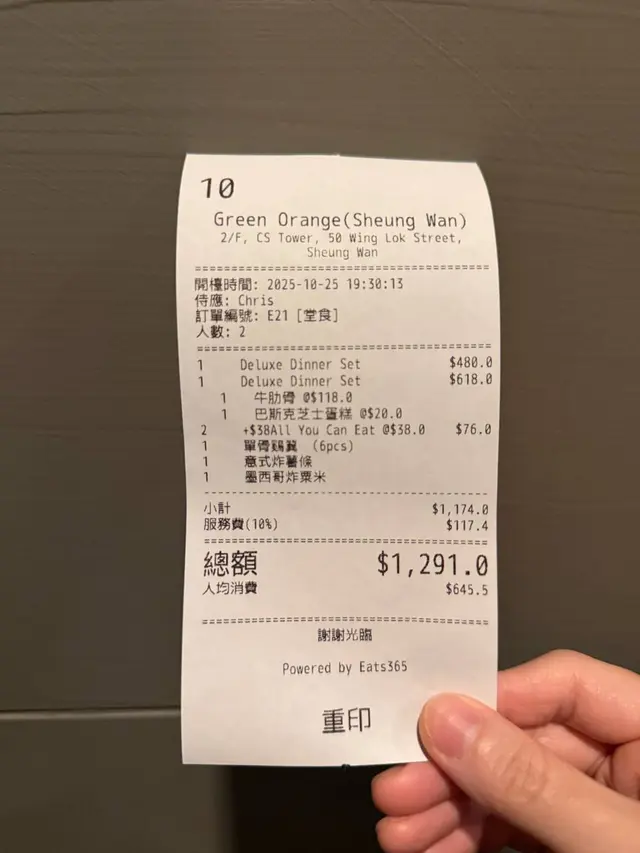 10
Green Orange(Sheung Wan)
2/F, CS Tower, 50 Wing Lok Street,
Sheung Wan
開檯時間: 2025-10-25 19:30:13
侍應: Chris
訂單編號: E21 [堂食]
人數: 2
1 Deluxe Dinner Set $480.0
1 Deluxe Dinner Set $618.0
1 牛肋骨 @$118.0
1 巴斯克芝士蛋糕 @$20.0
2 +$38All You Can Eat @$38.0 $76.0
1 單骨雞翼 (6pcs)
1 意式炸薯條
1 墨西哥炸粟米
小計 $1,174.0
服務費(10%) $117.4
總額 $1,291.0
人均消費 $645.5
謝謝光臨
Powered by Eats365
重印